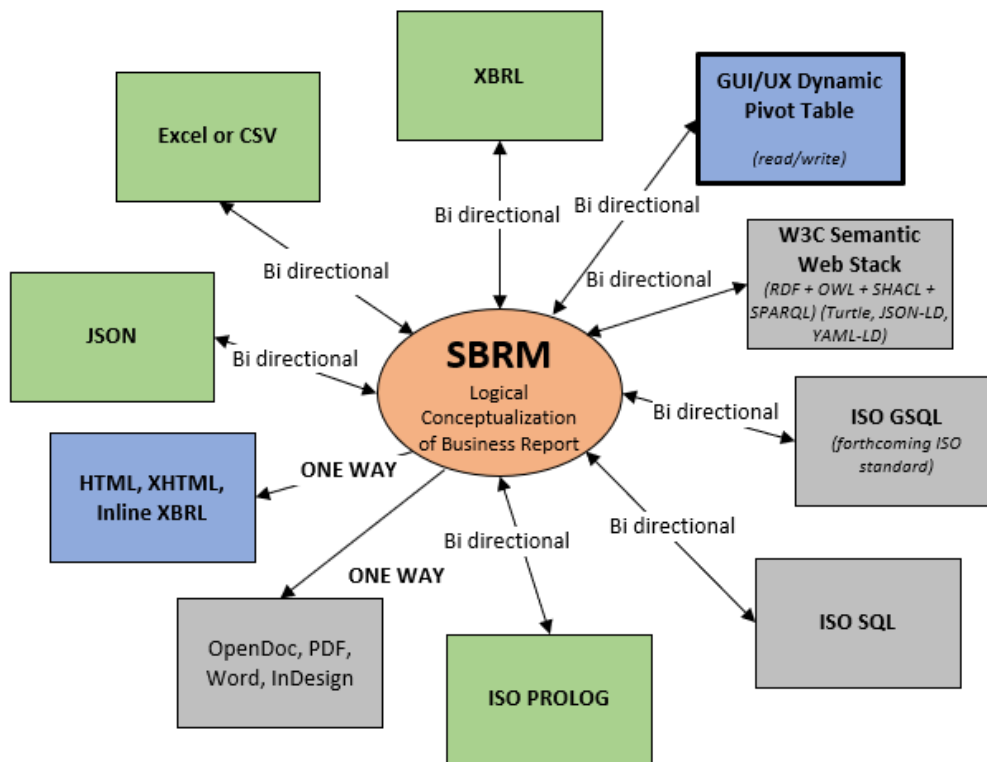 XBRL
GUI/UX Dynamic
Pivot Table
(read/write)
Excel or CSV
Bi directional
Bi directional
W3C Semantic
Web Stack
(RDF + OWL + SHACL +
SPARQL) (Turtle, JSON-LD,
YAML-LD)
Bi directional
Bi directional
JSON
Bi directional
SBRM
Logical
Conceptualization
of Business Report
Bi directional
ISO GSQL
(forthcoming ISO
standard)
ONE WAY
HTML, XHTML,
Inline XBRL
Bi directional
Bi directional
ONE WAY
ISO SQL
OpenDoc, PDF,
Word, InDesign
ISO PROLOG